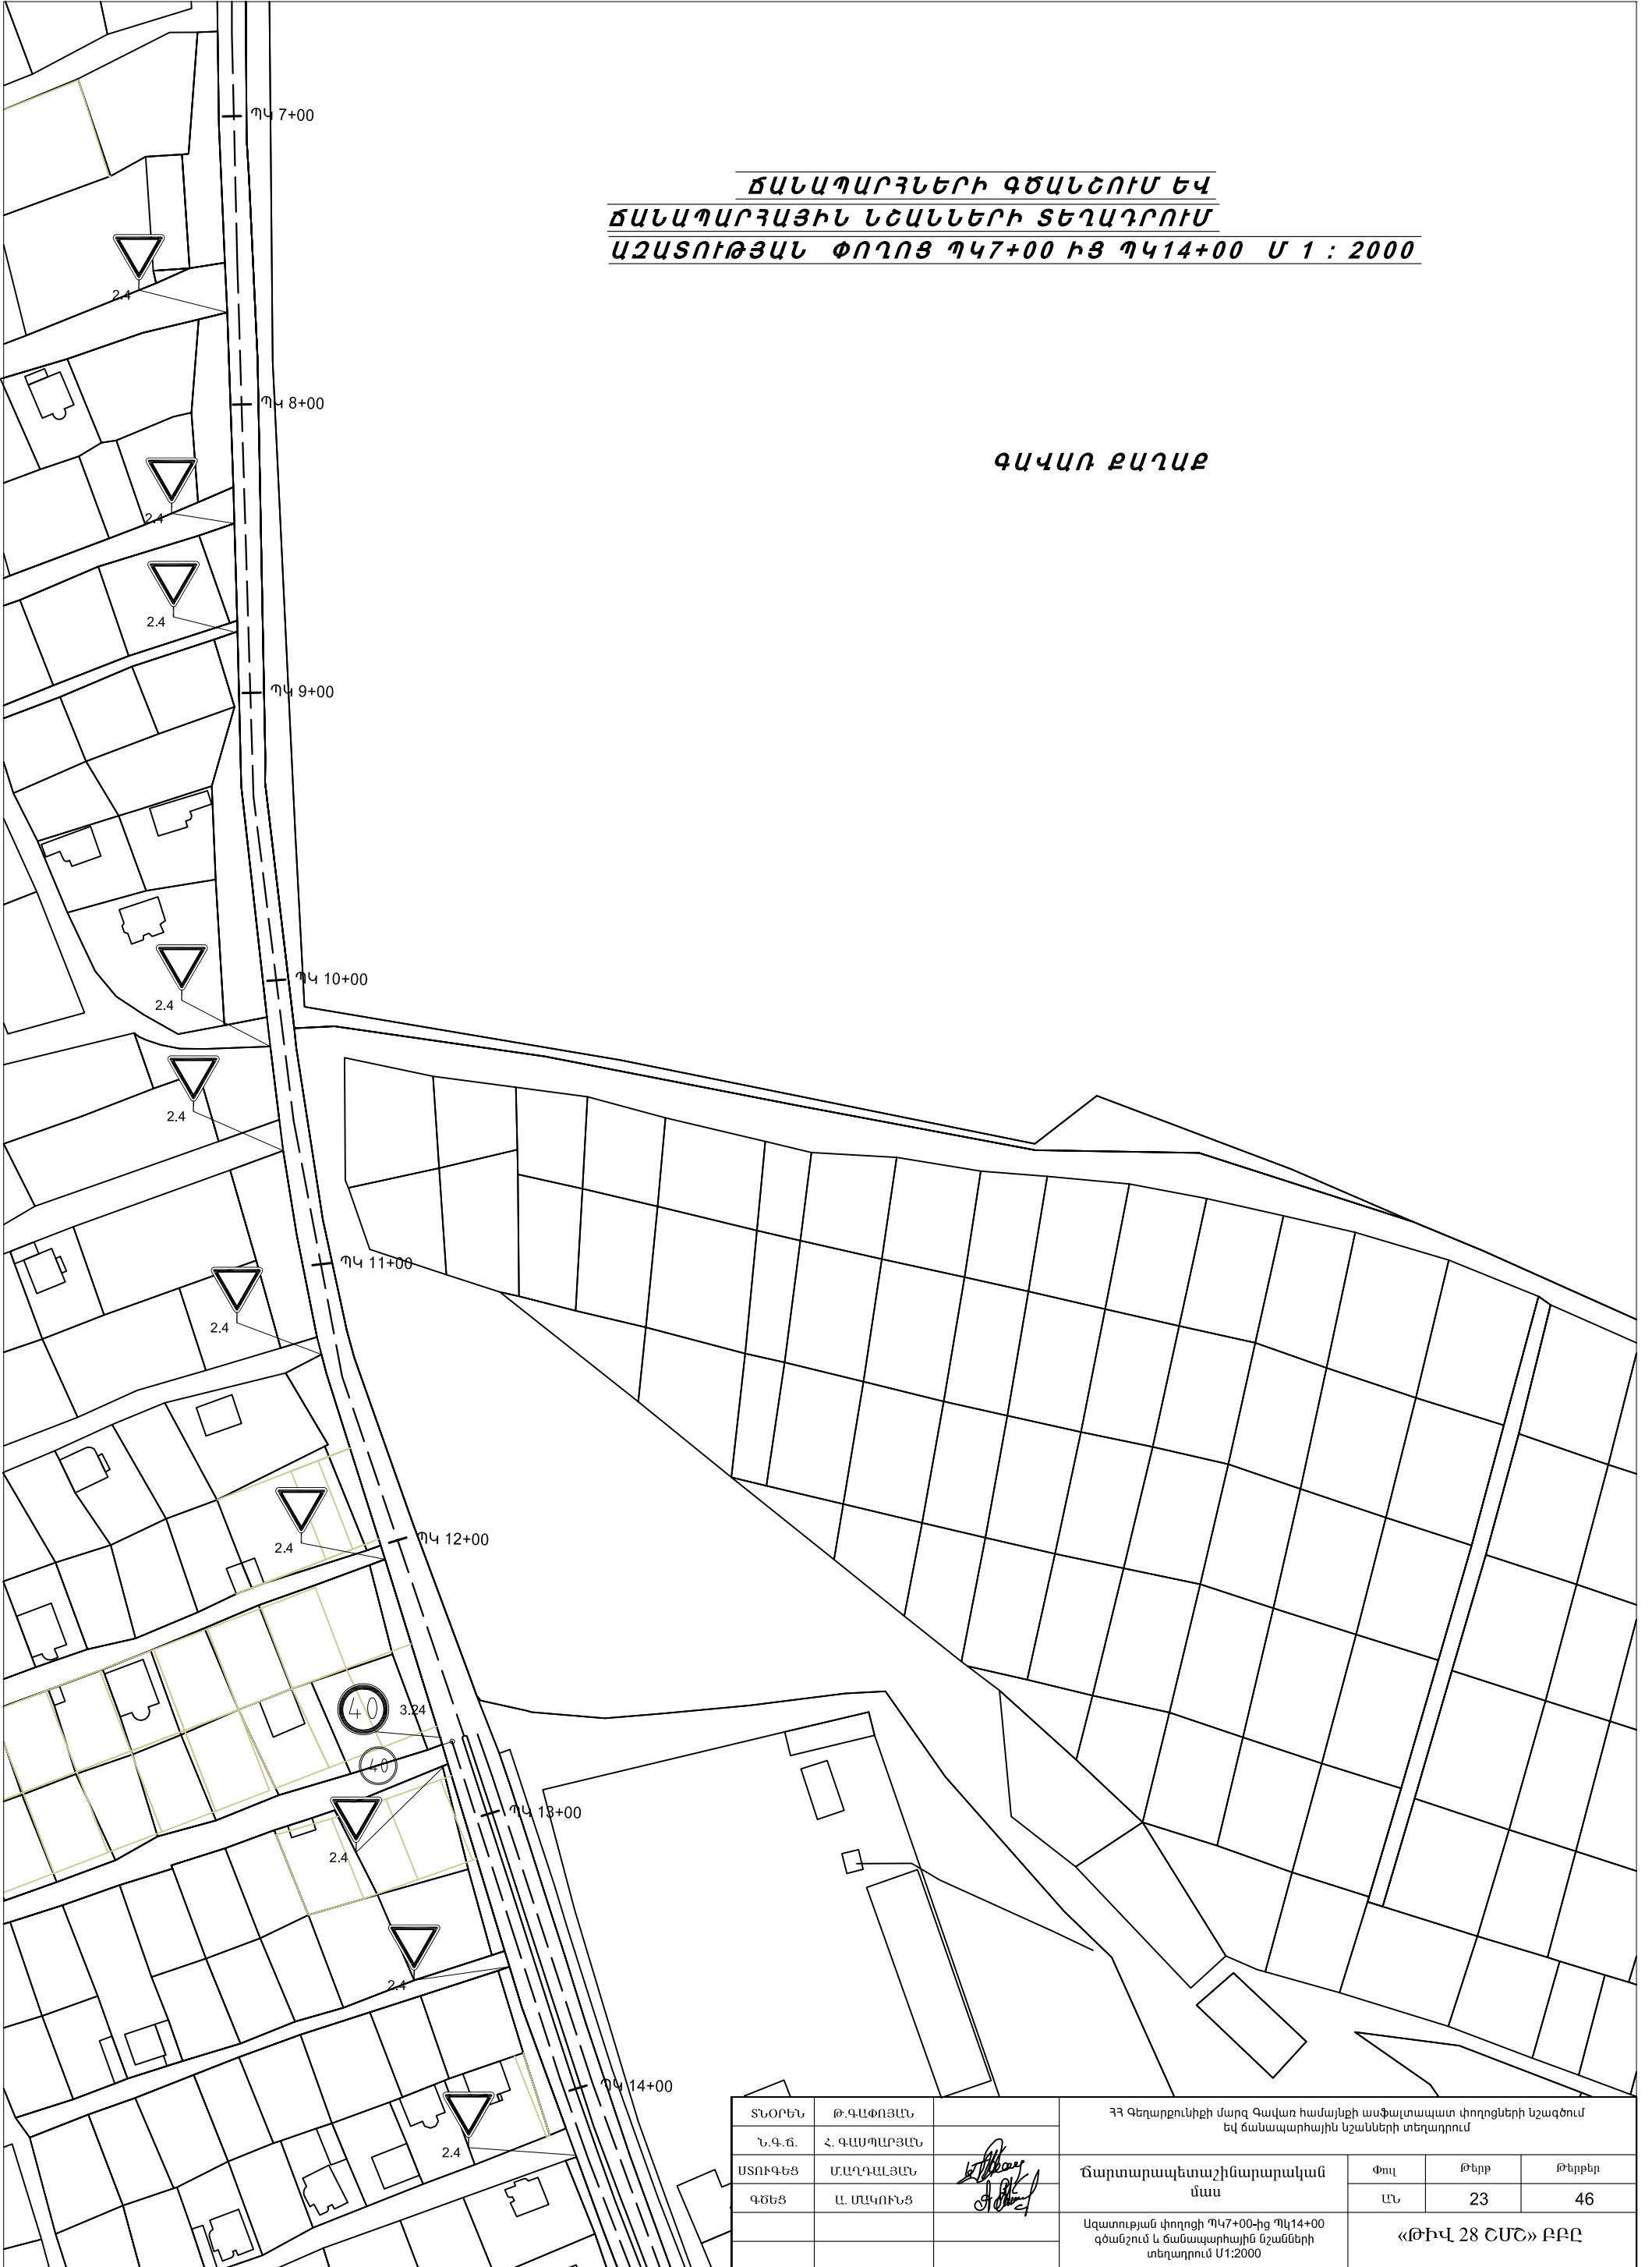 ՊԿ 7+00
ՃԱՆԱՊԱՐՀՆԵՐԻ ԳԾԱՆՇՈՒՄ ԵՎ
ՃԱՆԱՊԱՐՀԱՅԻՆ ՆՇԱՆՆԵՐԻ ՏԵՂԱԴՐՈՒՄ
ԱԶԱՏՈՒԹՅԱՆ ՓՈՂՈՑ ՊԿ7+00 ԻՑ ՊԿ14+00 Մ 1 : 2000
2.4
ՊԿ 8+00
ԳԱՎԱՌ ՔԱՂԱՔ
2.4
2.4
ՊԿ 9+00
ՊԿ 10+00
2.4
2.4
ՊԿ 11+00
2.4
ՊԿ 12+00
2.4
40 3.24
40
ՊԿ 13+00
2.4
2.4
ՊԿ 14+00
2.4
ՏՆՕՐԵՆ Թ.ԳԱՓՈՅԱՆ
Ն.Գ.Ճ. Հ. ԳԱՍՊԱՐՅԱՆ
ՍՏՈՒԳԵՑ Մ.ԱՂԴԱԼՅԱՆ
ԳԾԵՑ Ա. ՄԱԿՈՒՆՑ
ՀՀ Գեղարքունիքի մարզ Գավառ համայնքի ասֆալտապատ փողոցների նշագծում
եվ ճանապարհային նշանների տեղադրում
Ճարտարապետաշինարարական
մաս
Փուլ Թերթ Թերթեր
ԱՆ 23 46
Ազատության փողոցի ՊԿ7+00-ից Պկ14+00
գծանշում և ճանապարհային նշանների
տեղադրում Մ1:2000
«ԹԻՎ 28 ՇՄՇ» ԲԲԸ